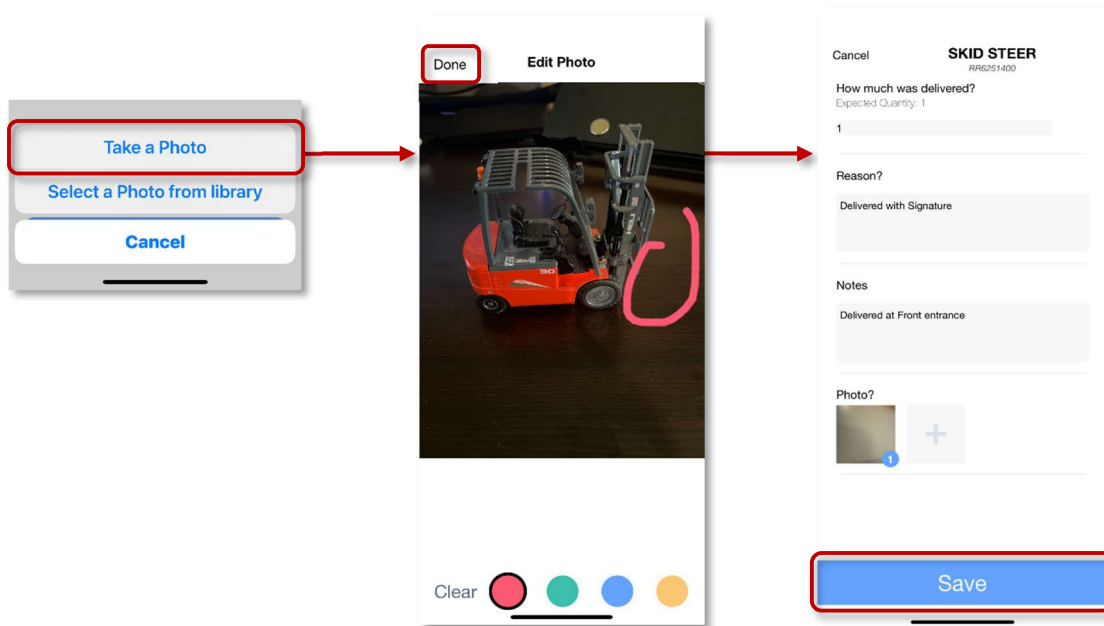 Take a Photo
Select a Photo from library
Cancel
Done
Edit Photo
30
Clear
Cancel
SKID STEER
RR6251400
How much was delivered?
Expected Quantity: 1
1
Reason?
Delivered with Signature
Notes
Delivered at Front entrance
Photo?
+
1
Save